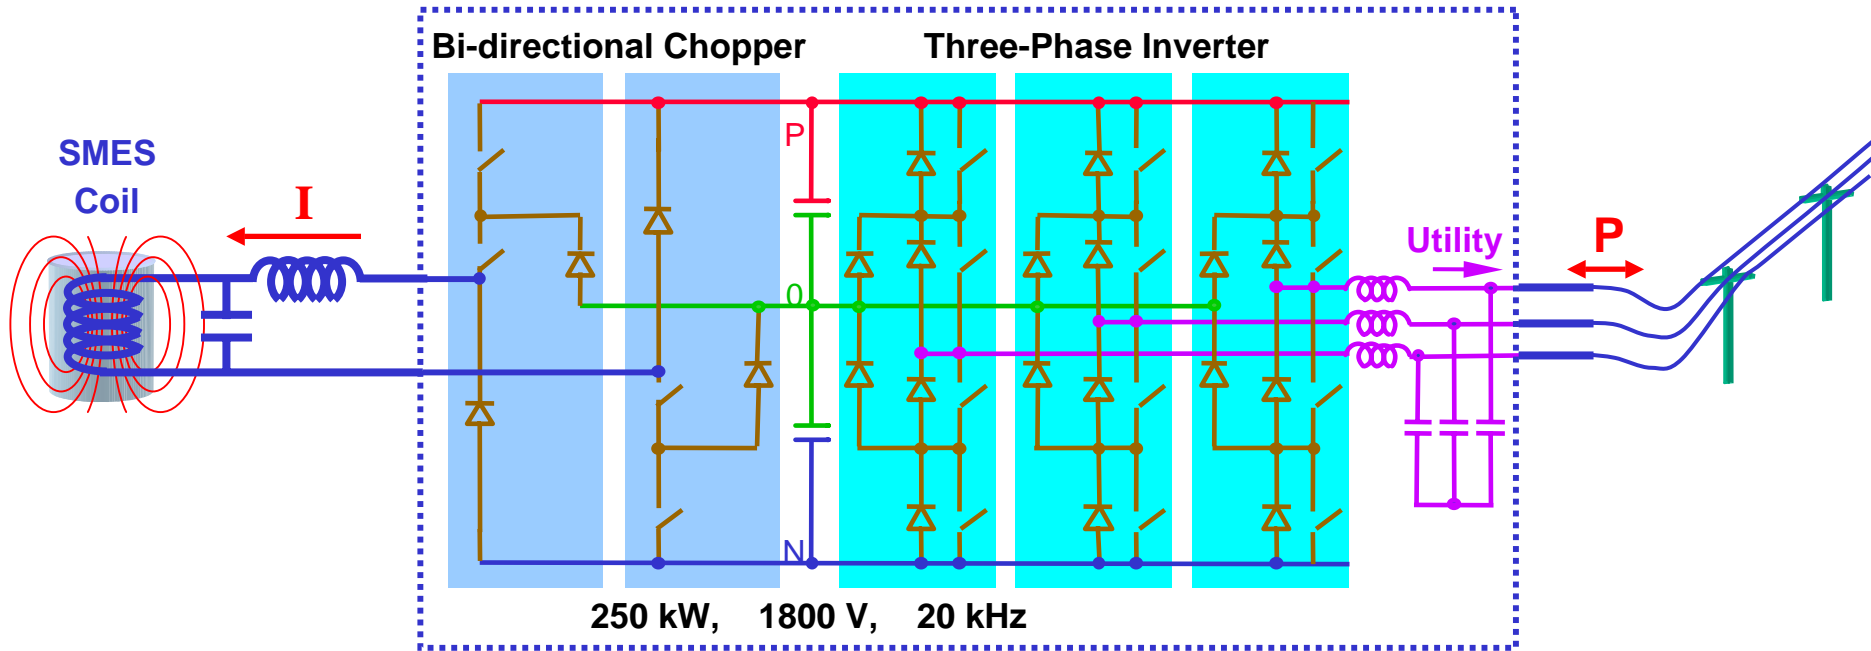 Bi-directional Chopper
Three-Phase Inverter
SMES
Coil
I
P
0
N
Utility
P
250 kW, 1800 V, 20 kHz